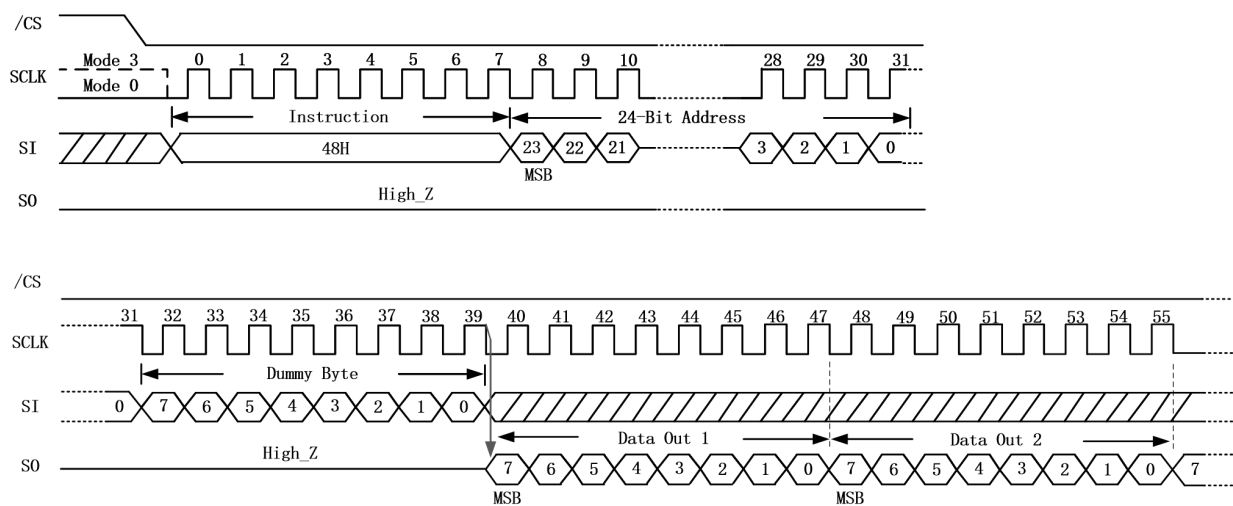 /CS
Mode 3 0 1 2 3 4 5 6 7 8 9 10 28 29 30 31
SCLK
Mode 0
Instruction 24-Bit Address
SI 48H 23 22 21 3 2 1 0
MSB
High_Z
SO
/CS
31 32 33 34 35 36 37 38 39 40 41 42 43 44 45 46 47 48 49 50 51 52 53 54 55
SCLK
Dummy Byte
SI 0 7 6 5 4 3 2 1 0
Data Out 1 Data Out 2
High_Z
SO 7 6 5 4 3 2 1 0 7 6 5 4 3 2 1 0 7
MSB MSB